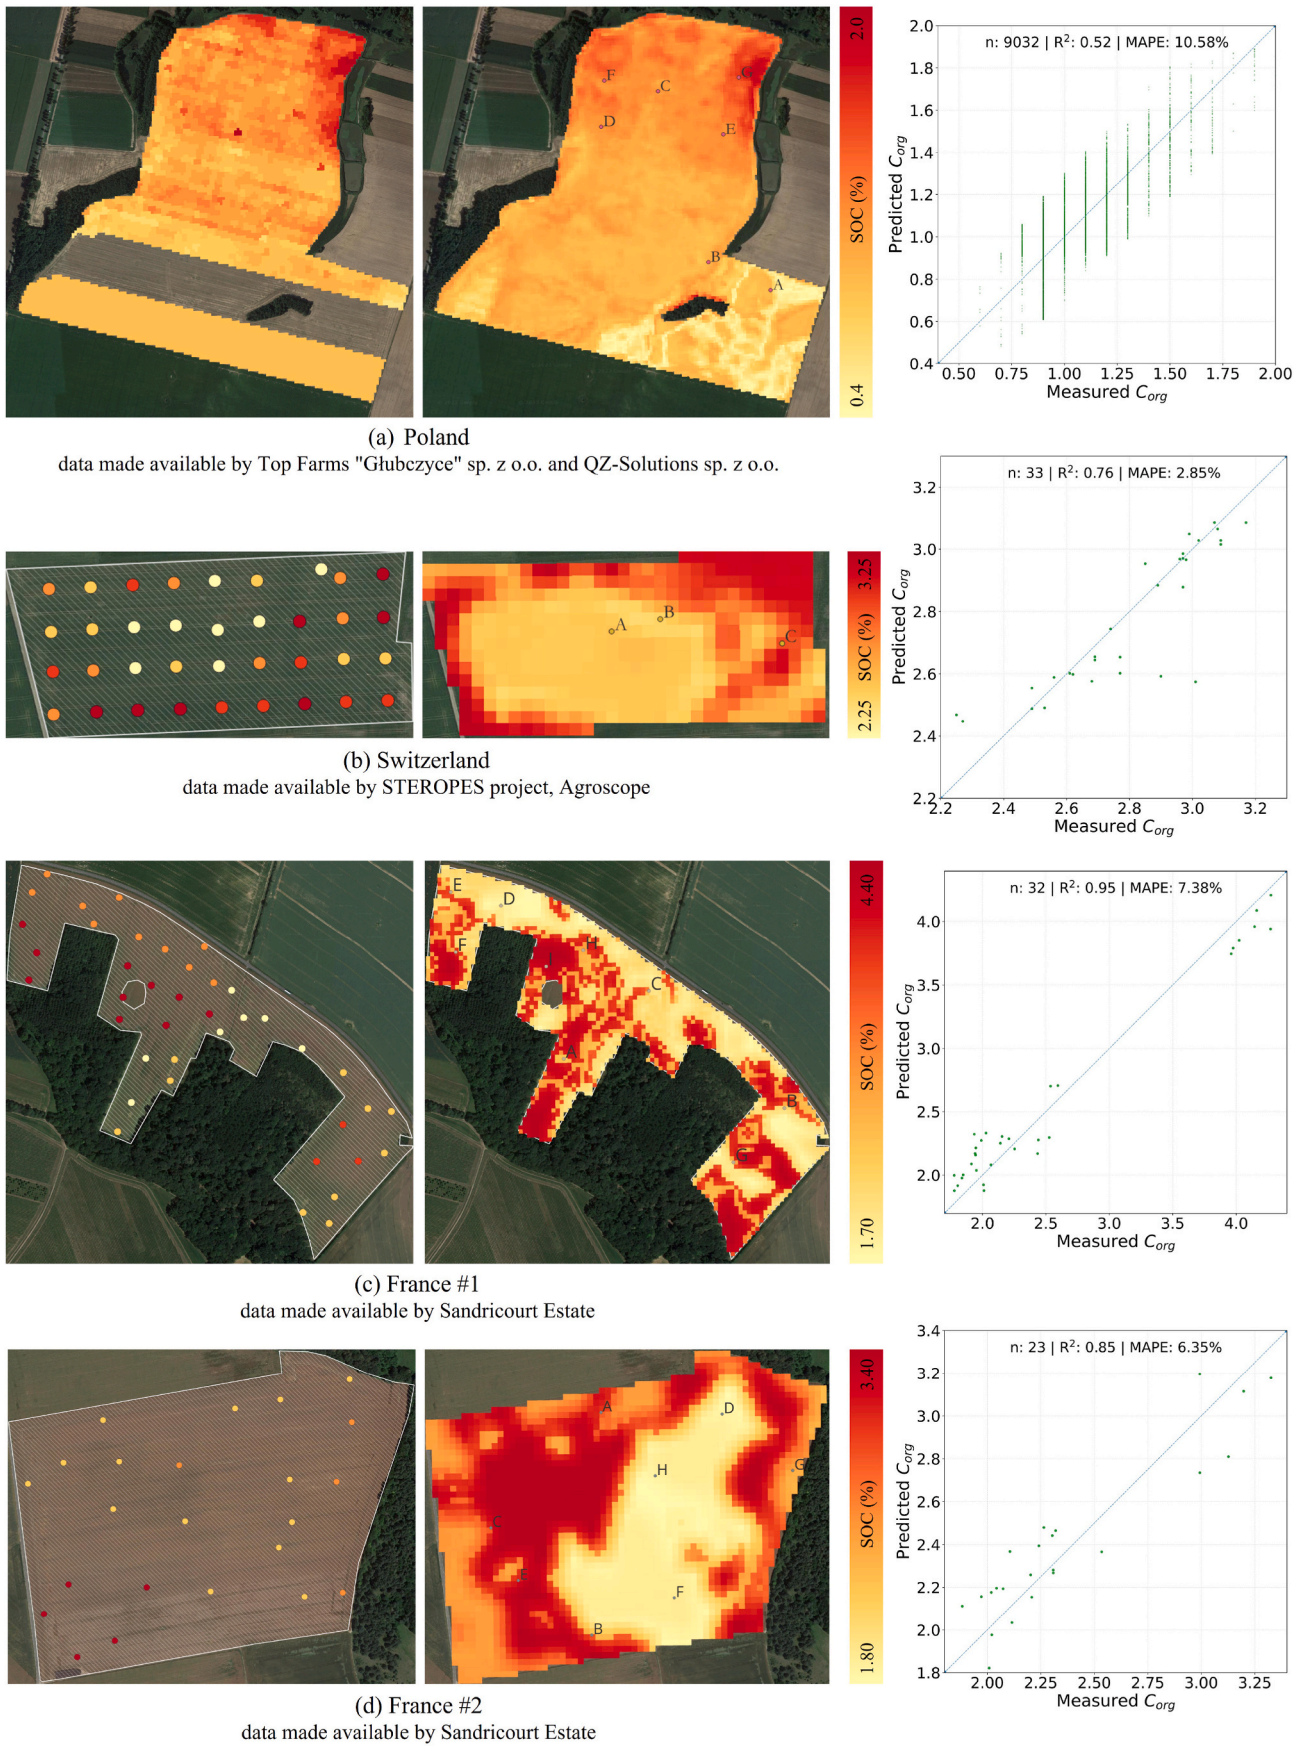 F
C
G
D
E
B
A
2.0
SOC (%)
0.4
n: 9032 | R²: 0.52 | MAPE: 10.58%
2.0
1.8
1.6
1.4
1.2
1.0
0.8
0.6
0.4
Predicted C_org
0.50 0.75 1.00 1.25 1.50 1.75 2.00
Measured C_org
(a) Poland
data made available by Top Farms "Głubczyce" sp. z o.o. and QZ-Solutions sp. z o.o.
A
B
C
3.25
SOC (%)
2.25
n: 33 | R²: 0.76 | MAPE: 2.85%
3.2
3.0
2.8
2.6
2.4
2.2
Predicted C_org
2.2 2.4 2.6 2.8 3.0 3.2
Measured C_org
(b) Switzerland
data made available by STEROPES project, Agroscope
E
D
F
H
I
C
A
B
G
4.40
SOC (%)
1.70
n: 32 | R²: 0.95 | MAPE: 7.38%
4.0
3.5
3.0
2.5
2.0
Predicted C_org
2.0 2.5 3.0 3.5 4.0
Measured C_org
(c) France #1
data made available by Sandricourt Estate
A
D
H
G
C
E
F
B
3.40
SOC (%)
1.80
n: 23 | R²: 0.85 | MAPE: 6.35%
3.4
3.2
3.0
2.8
2.6
2.4
2.2
2.0
1.8
Predicted C_org
2.00 2.25 2.50 2.75 3.00 3.25
Measured C_org
(d) France #2
data made available by Sandricourt Estate